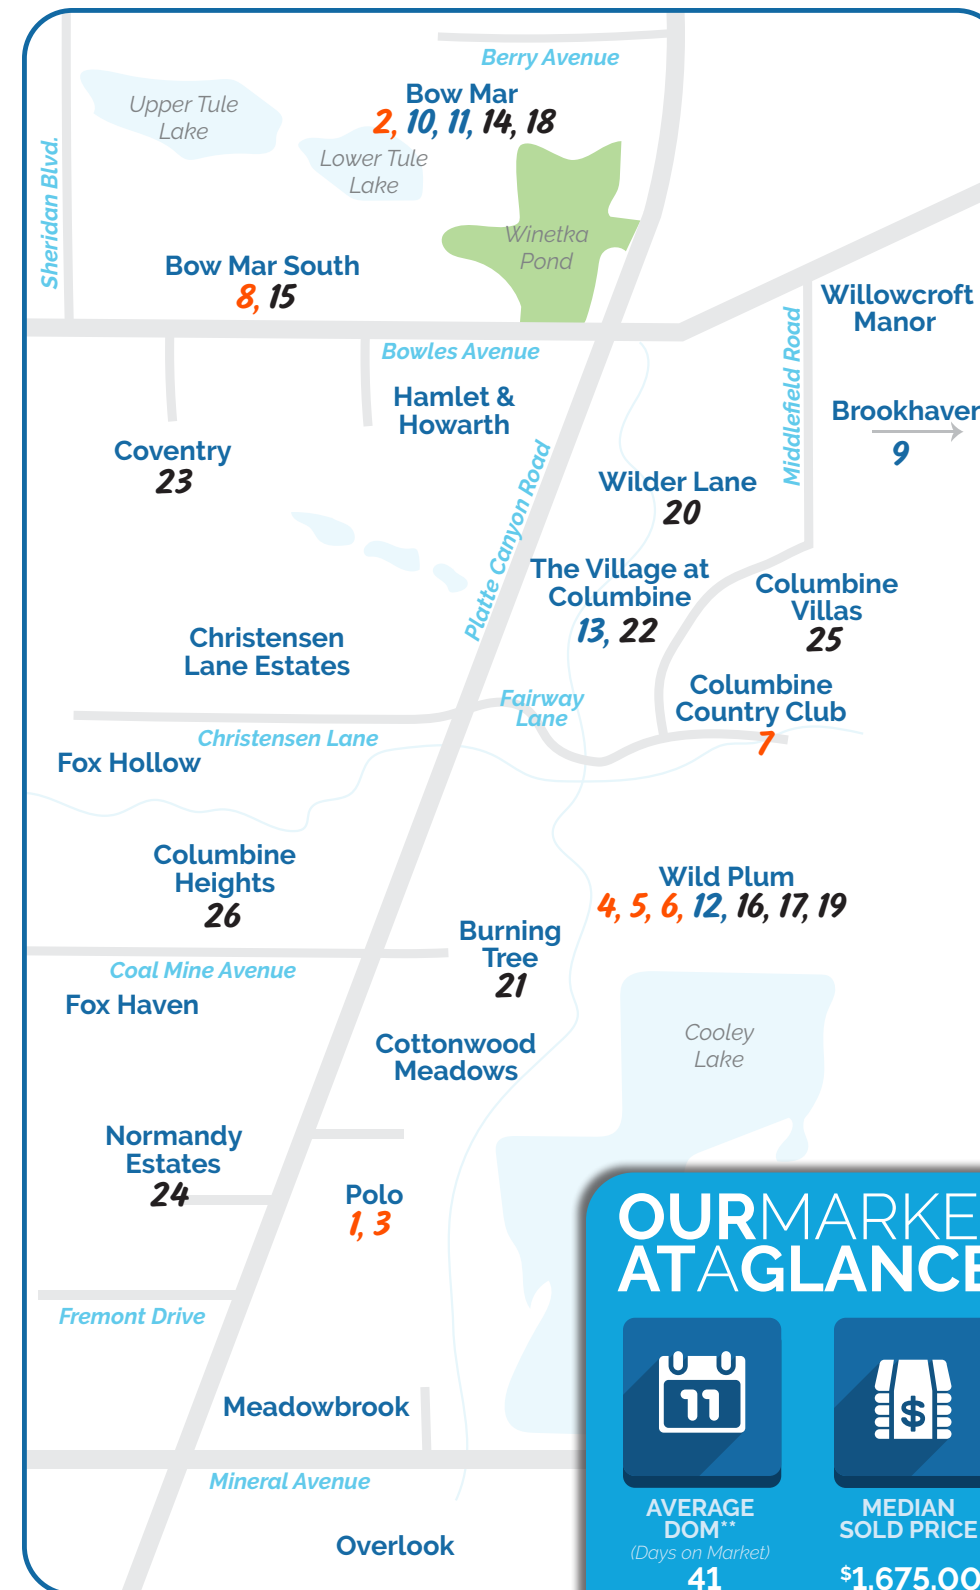 Berry Avenue
Bow Mar
2, 10, 11, 14, 18
Upper Tule
Lake
Lower Tule
Lake
Sheridan Blvd.
Winetka
Pond
Bow Mar South
8, 15
Willowcroft
Manor
Bowles Avenue
Middlefield Road
Hamlet &
Howarth
Brookhaven
9
Coventry
23
Platte Canyon Road
Wilder Lane
20
The Village at
Columbine
13, 22
Columbine
Villas
25
Christensen
Lane Estates
Columbine
Country Club
7
Fairway
Lane
Christensen Lane
Fox Hollow
Columbine
Heights
26
Wild Plum
4, 5, 6, 12, 16, 17, 19
Burning
Tree
21
Coal Mine Avenue
Fox Haven
Cooley
Lake
Cottonwood
Meadows
Normandy
Estates
24
Polo
1, 3
OURMARKE
ATAGLANCE
Fremont Drive
11
$
Meadowbrook
Mineral Avenue
AVERAGE
DOM**
(Days on Market)
41
MEDIAN
SOLD PRICE
$1,675,00
Overlook